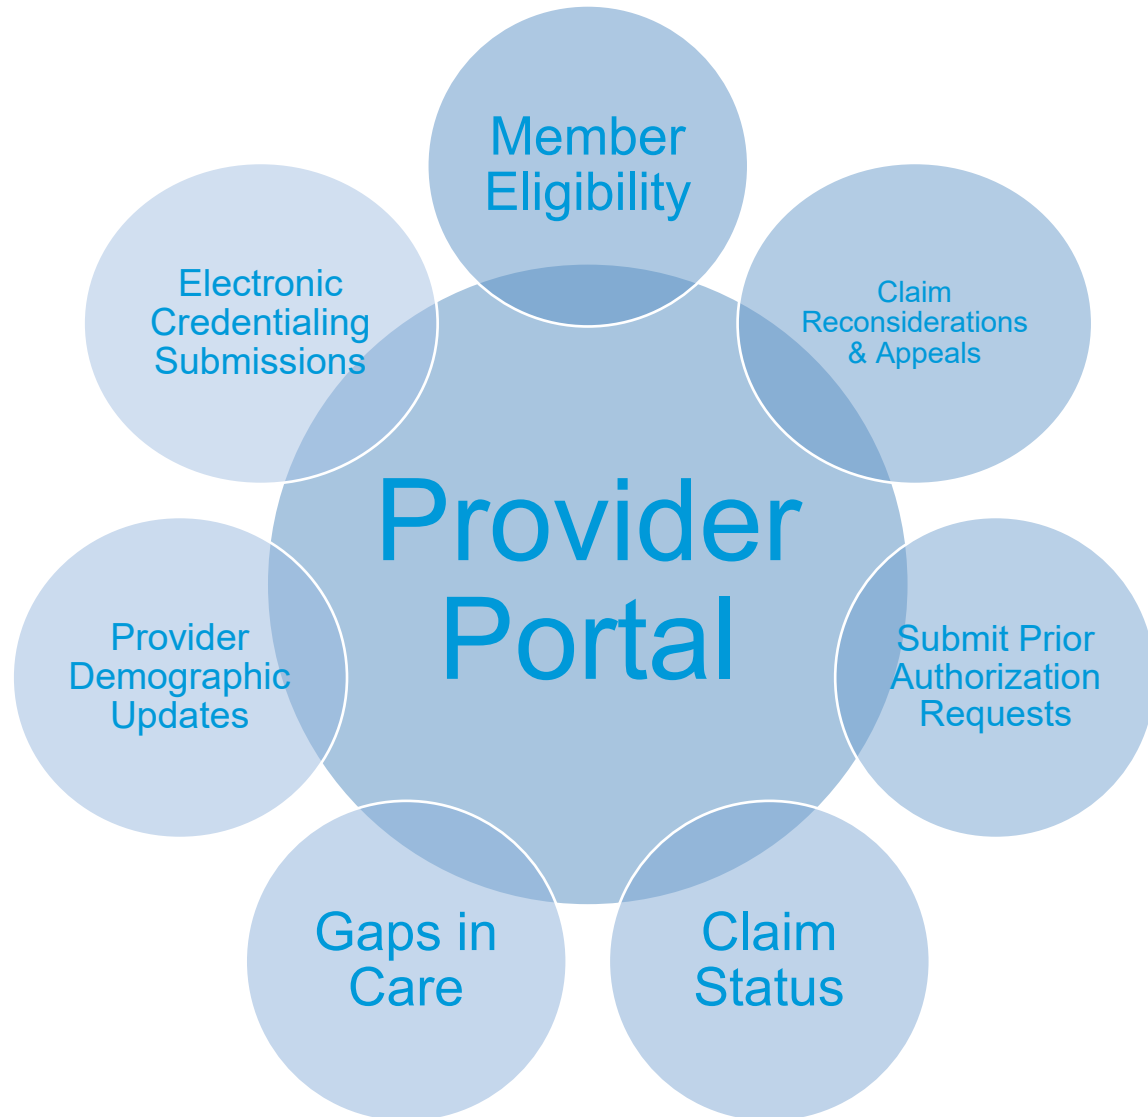 Member
Eligibility
Claim
Reconsiderations
& Appeals
Submit Prior
Authorization
Requests
Claim
Status
Gaps in
Care
Provider
Demographic
Updates
Electronic
Credentialing
Submissions
Provider
Portal